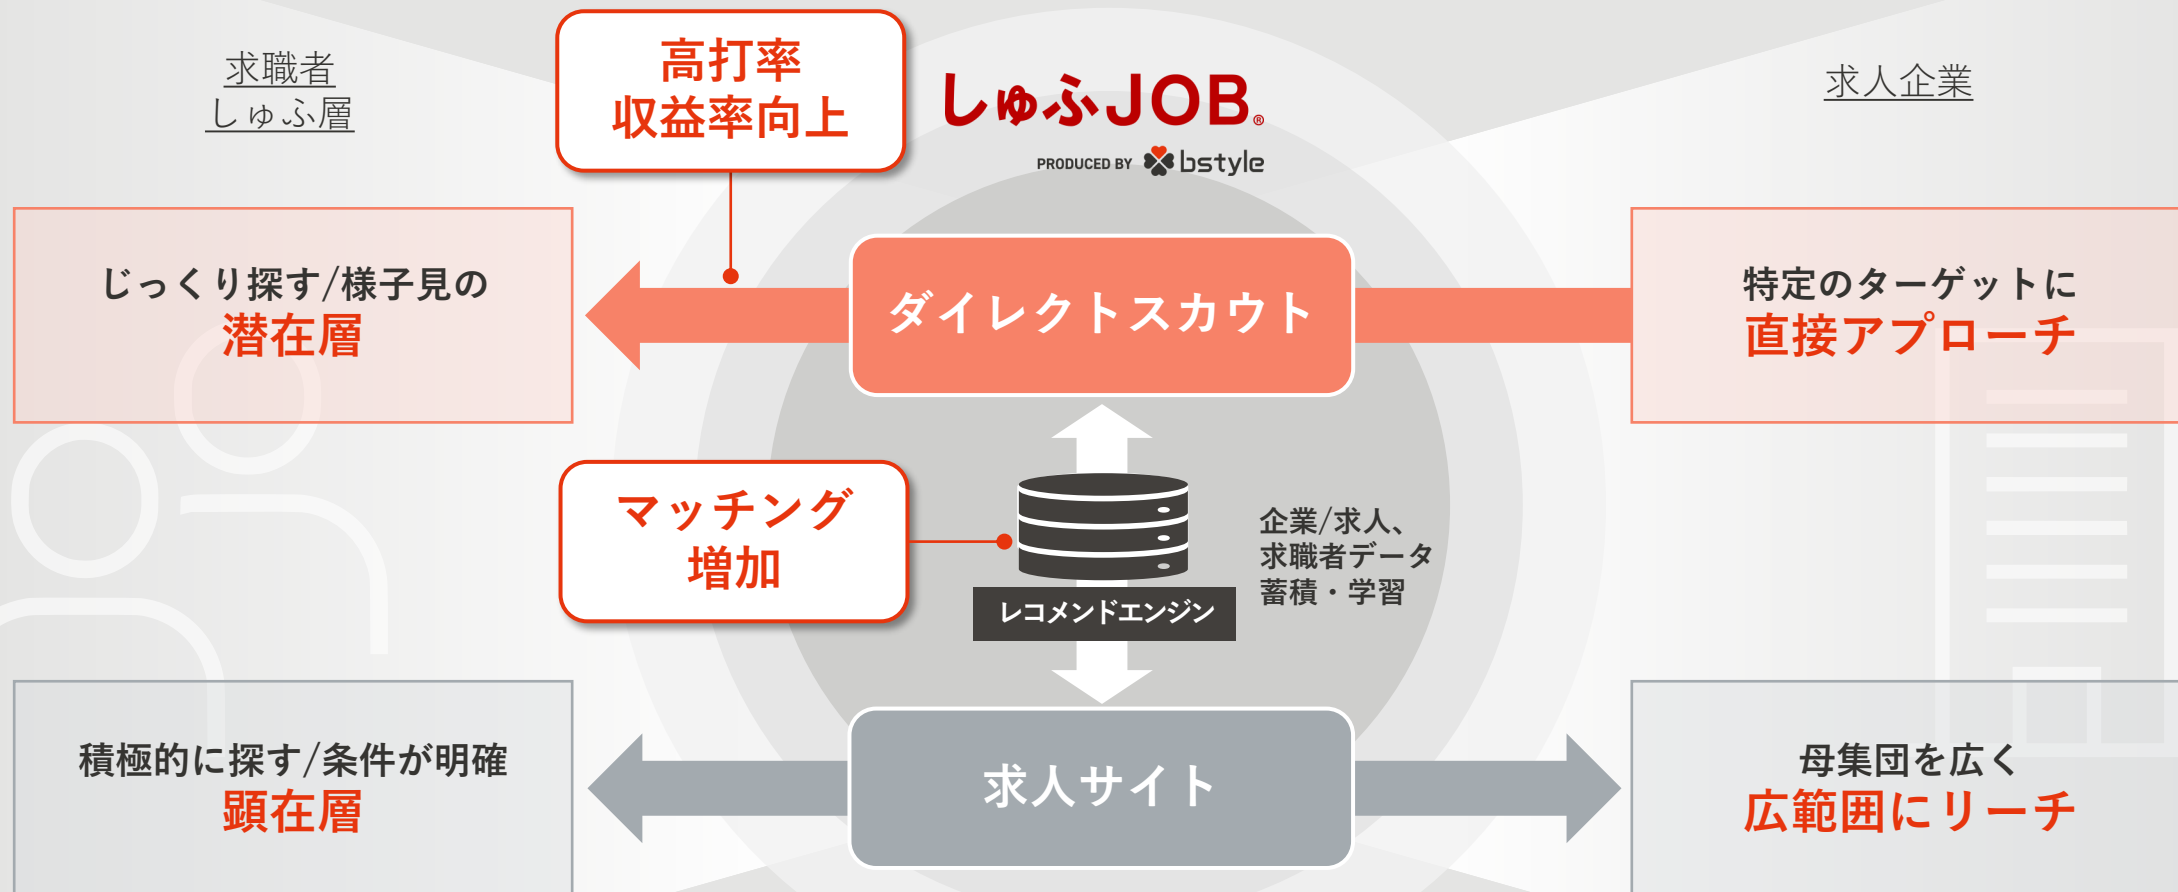 求職者
しゅふ層
高打率
収益率向上
しゅふJOB®
PRODUCED BY bstyle
求人企業
じっくり探す/様子見の
潜在層
ダイレクトスカウト
特定のターゲットに
直接アプローチ
マッチング
増加
企業/求人、
求職者データ
蓄積・学習
レコメンドエンジン
積極的に探す/条件が明確
顕在層
求人サイト
母集団を広く
広範囲にリーチ